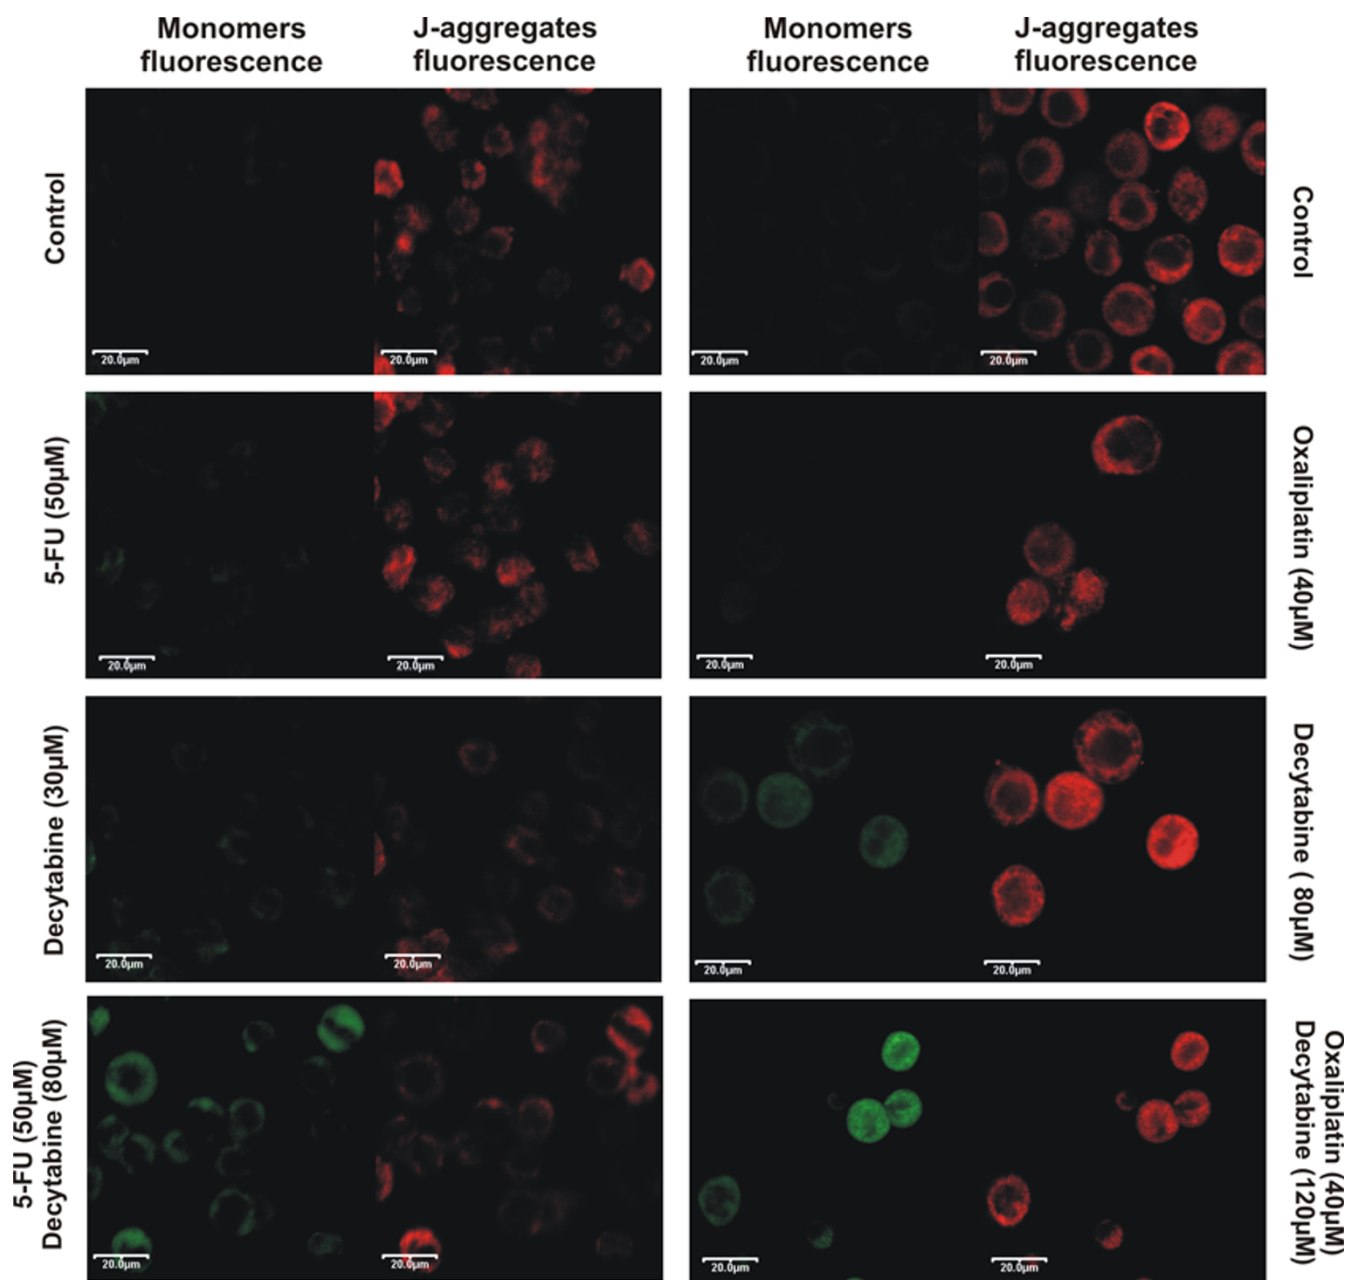 Monomers
fluorescence
J-aggregates
fluorescence
Monomers
fluorescence
J-aggregates
fluorescence
Control
20.0µm
20.0µm
20.0µm
20.0µm
Control
5-FU (50µM)
20.0µm
20.0µm
20.0µm
20.0µm
Oxaliplatin (40µM)
Decytabine (30µM)
20.0µm
20.0µm
20.0µm
20.0µm
Decytabine ( 80µM)
5-FU (50µM)
Decytabine (80µM)
20.0µm
20.0µm
20.0µm
20.0µm
Oxaliplatin (40µM)
Decytabine (120µM)